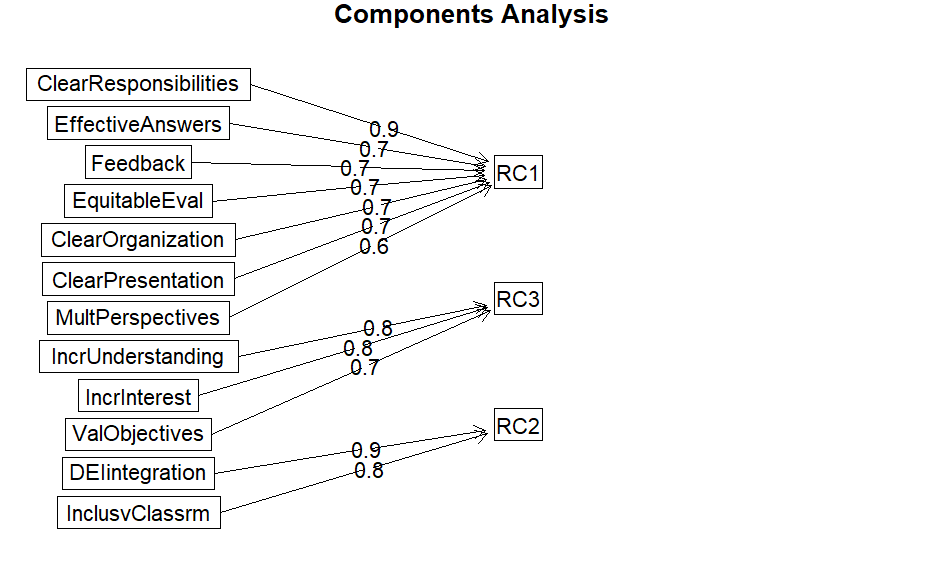 Components Analysis
ClearResponsibilities
EffectiveAnswers
Feedback
EquitableEval
ClearOrganization
ClearPresentation
MultPerspectives
IncrUnderstanding
IncrInterest
ValObjectives
DEIintegration
InclusvClassrm
0.9
0.7
0.7
0.7
0.7
0.7
0.6
0.8
0.8
0.7
0.9
0.8
RC1
RC3
RC2